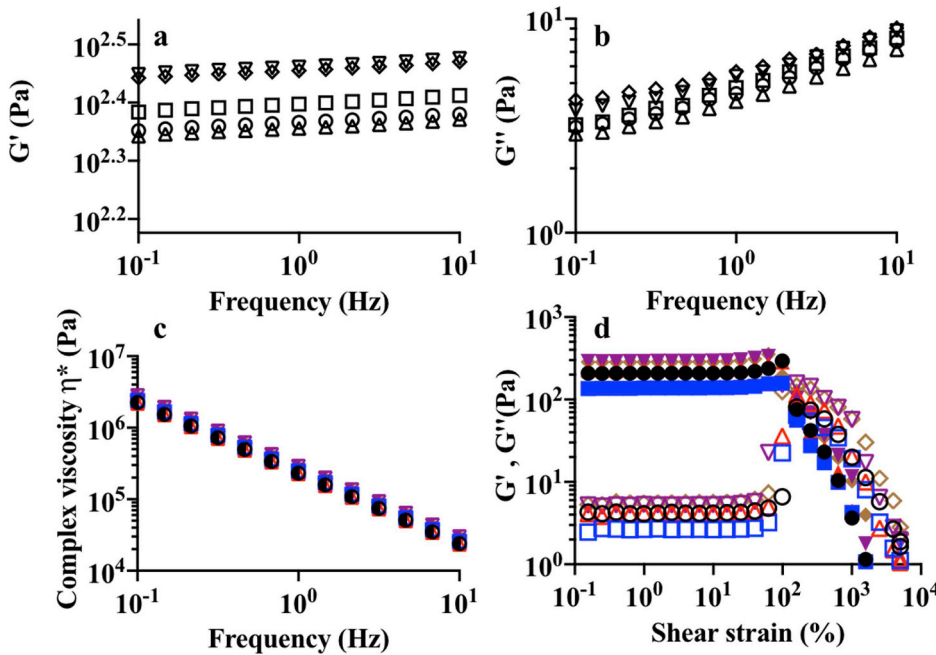 a
G' (Pa)
10^2.5
10^2.4
10^2.3
10^2.2
10^-1
10^0
10^1
Frequency (Hz)
b
G'' (Pa)
10^1
10^0
10^-1
10^0
10^1
Frequency (Hz)
c
Complex viscosity η* (Pa)
10^7
10^6
10^5
10^4
10^-1
10^0
10^1
Frequency (Hz)
d
G' , G''(Pa)
10^3
10^2
10^1
10^0
10^-1
10^0
10^1
10^2
10^3
10^4
Shear strain (%)